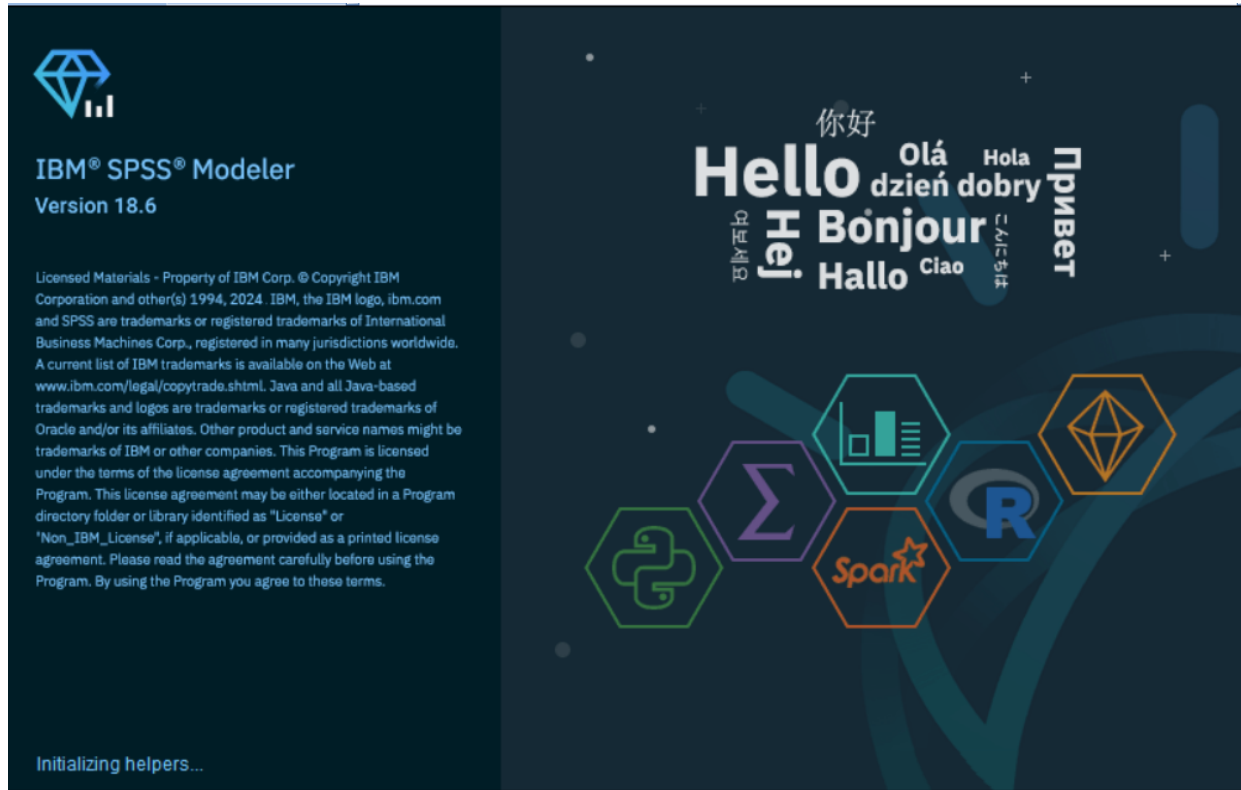 IBM® SPSS® Modeler
Version 18.6
Licensed Materials - Property of IBM Corp. © Copyright IBM
Corporation and other(s) 1994, 2024. IBM, the IBM logo, ibm.com
and SPSS are trademarks or registered trademarks of International
Business Machines Corp., registered in many jurisdictions worldwide.
A current list of IBM trademarks is available on the Web at
www.ibm.com/legal/copytrade.shtml. Java and all Java-based
trademarks and logos are trademarks or registered trademarks of
Oracle and/or its affiliates. Other product and service names might be
trademarks of IBM or other companies. This Program is licensed
under the terms of the license agreement accompanying the
Program. This license agreement may be either located in a Program
directory folder or library identified as "License" or
"Non_IBM_License", if applicable, or provided as a printed license
agreement. Please read the agreement carefully before using the
Program. By using the Program you agree to these terms.
Initializing helpers...
你好
Hello
Olá
Hola
dzień dobry
Привет
여보세요
Hej
Bonjour
こんにちは
Hallo
Ciao
Σ
R
Spark